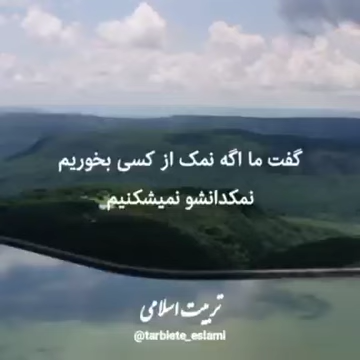 گفت ما اگه نمک از کسی بخوریم
نمکدانشو نمیشکنیم
تربیت اسلامی
@tarbiete_eslami